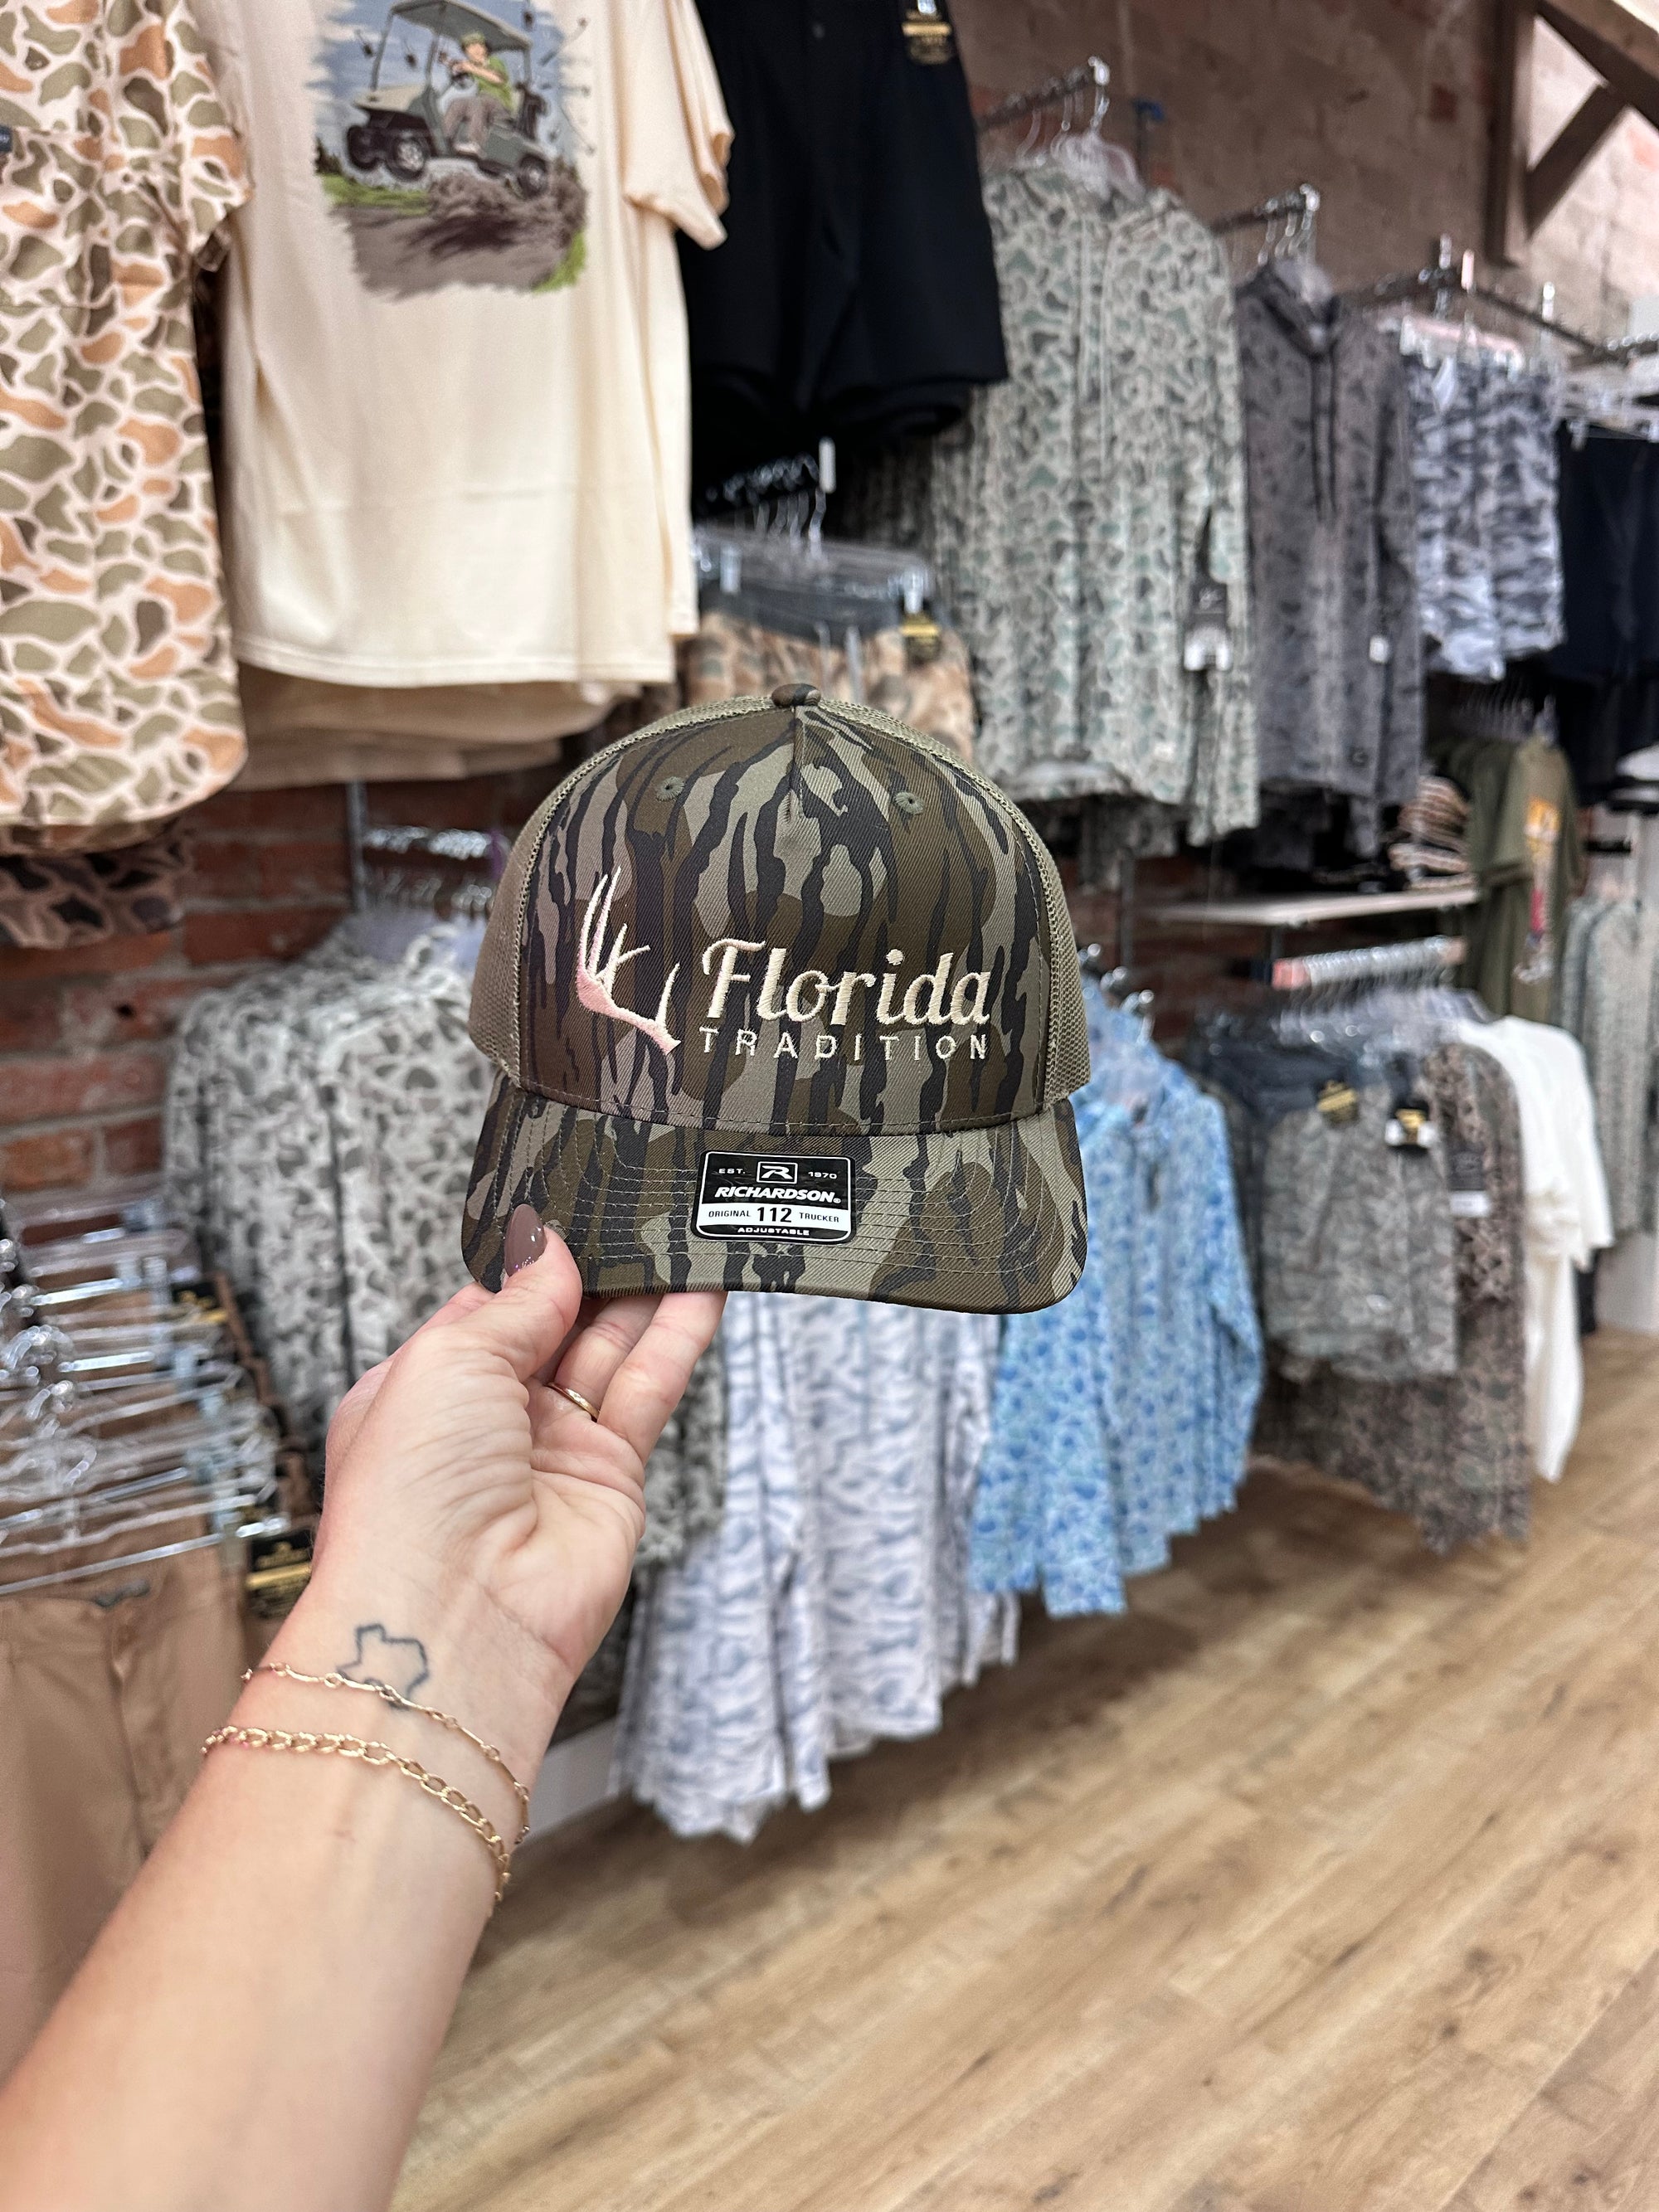 Florida
TRADITION
EST. 1970
RICHARDSON®
ORIGINAL 112 TRUCKER
ADJUSTABLE